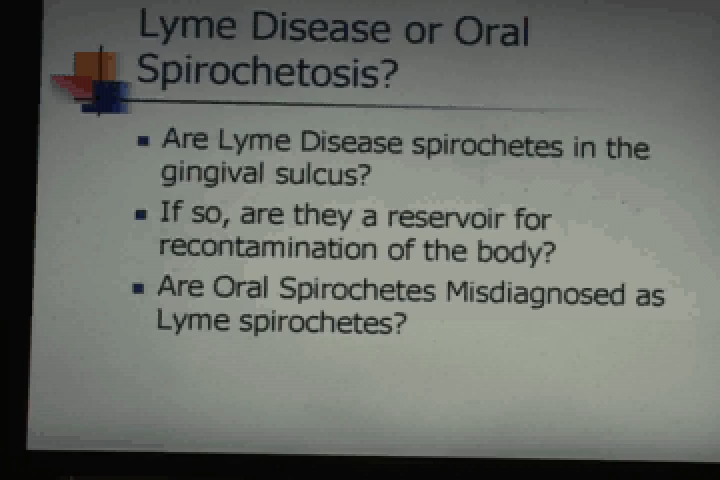 Lyme Disease or Oral
Spirochetosis?
Are Lyme Disease spirochetes in the
gingival sulcus?
If so, are they a reservoir for
recontamination of the body?
Are Oral Spirochetes Misdiagnosed as
Lyme spirochetes?